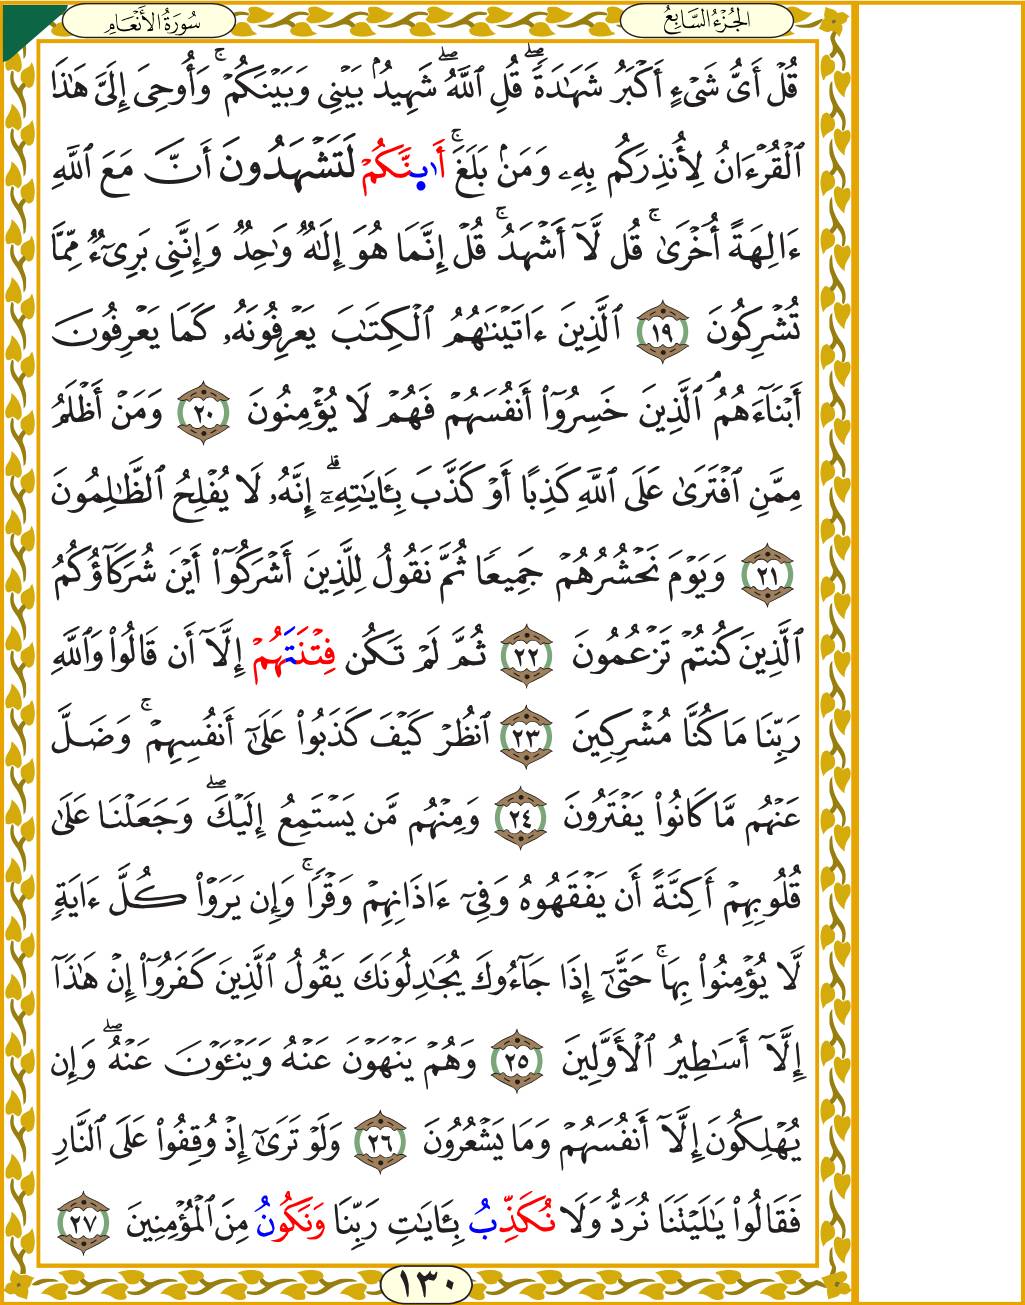 الجُزْءُ السَّابِعُ
سُورَةُ الأَنْعَامِ
قُلْ أَىُّ شَىْءٍ أَكْبَرُ شَهَٰدَةًۖ قُلِ ٱللَّهُۖ شَهِيدُۢ بَيْنِى وَبَيْنَكُمْۚ وَأُوحِىَ إِلَىَّ هَٰذَا
ٱلْقُرْءَانُ لِأُنذِرَكُم بِهِۦ وَمَنۢ بَلَغَۚ أَا۬ىِٕنَّكُمْ لَتَشْهَدُونَ أَنَّ مَعَ ٱللَّهِ
ءَالِهَةً أُخْرَىٰۚ قُل لَّآ أَشْهَدُۚ قُلْ إِنَّمَا هُوَ إِلَٰهٌ وَٰحِدٌ وَإِنَّنِى بَرِىٓءٌ مِّمَّا
تُشْرِكُونَ ١٩ ٱلَّذِينَ ءَاتَيْنَٰهُمُ ٱلْكِتَٰبَ يَعْرِفُونَهُۥ كَمَا يَعْرِفُونَ
أَبْنَآءَهُمُۘ ٱلَّذِينَ خَسِرُوٓا۟ أَنفُسَهُمْ فَهُمْ لَا يُؤْمِنُونَ ٢٠ وَمَنْ أَظْلَمُ
مِمَّنِ ٱفْتَرَىٰ عَلَى ٱللَّهِ كَذِبًا أَوْ كَذَّبَ بِـَٔايَٰتِهِۦٓۗ إِنَّهُۥ لَا يُفْلِحُ ٱلظَّٰلِمُونَ
٢١ وَيَوْمَ نَحْشُرُهُمْ جَمِيعًا ثُمَّ نَقُولُ لِلَّذِينَ أَشْرَكُوٓا۟ أَيْنَ شُرَكَآؤُكُمُ
ٱلَّذِينَ كُنتُمْ تَزْعُمُونَ ٢٢ ثُمَّ لَمْ تَكُن فِتْنَتَهُمْ إِلَّآ أَن قَالُوا۟ وَٱللَّهِ
رَبِّنَا مَا كُنَّا مُشْرِكِينَ ٢٣ ٱنظُرْ كَيْفَ كَذَبُوا۟ عَلَىٰٓ أَنفُسِهِمْۚ وَضَلَّ
عَنْهُم مَّا كَانُوا۟ يَفْتَرُونَ ٢٤ وَمِنْهُم مَّن يَسْتَمِعُ إِلَيْكَۖ وَجَعَلْنَا عَلَىٰ
قُلُوبِهِمْ أَكِنَّةً أَن يَفْقَهُوهُ وَفِىٓ ءَاذَانِهِمْ وَقْرًاۚ وَإِن يَرَوْا۟ كُلَّ ءَايَةٍ
لَّا يُؤْمِنُوا۟ بِهَاۚ حَتَّىٰٓ إِذَا جَآءُوكَ يُجَٰدِلُونَكَ يَقُولُ ٱلَّذِينَ كَفَرُوٓا۟ إِنْ هَٰذَآ
إِلَّآ أَسَٰطِيرُ ٱلْأَوَّلِينَ ٢٥ وَهُمْ يَنْهَوْنَ عَنْهُ وَيَنْـَٔوْنَ عَنْهُۖ وَإِن
يُهْلِكُونَ إِلَّآ أَنفُسَهُمْ وَمَا يَشْعُرُونَ ٢٦ وَلَوْ تَرَىٰٓ إِذْ وُقِفُوا۟ عَلَى ٱلنَّارِ
فَقَالُوا۟ يَٰلَيْتَنَا نُرَدُّ وَلَا نُكَذِّبُ بِـَٔايَٰتِ رَبِّنَا وَنَكُونُ مِنَ ٱلْمُؤْمِنِينَ ٢٧
١٣٠